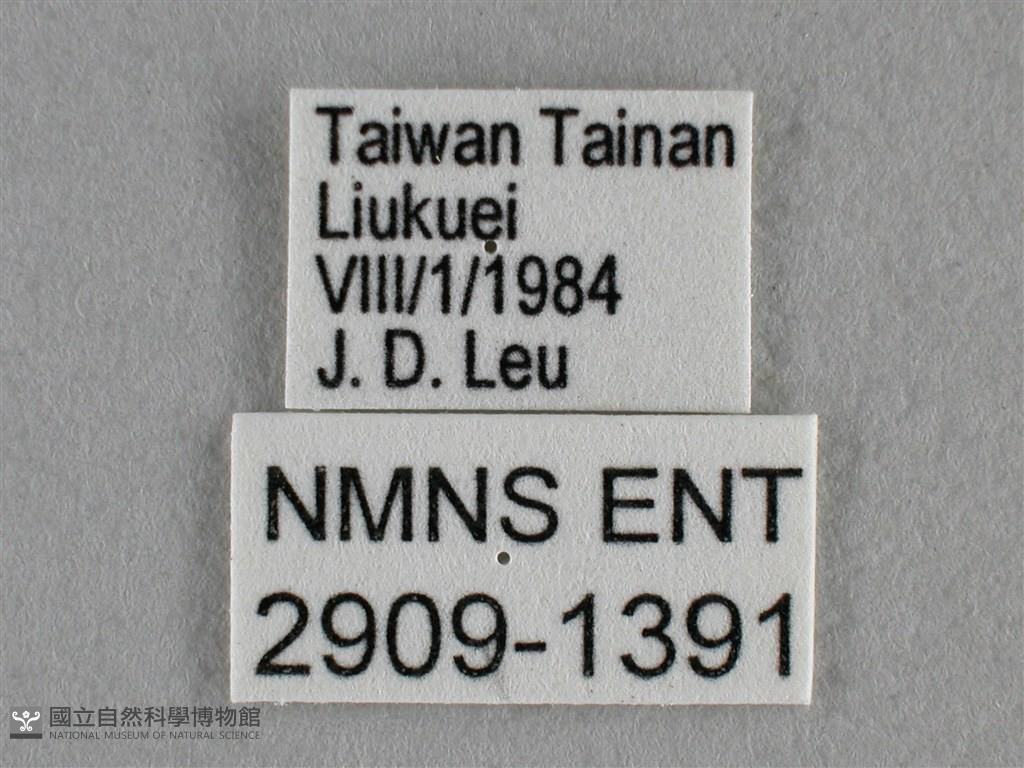 Taiwan Tainan
Liukuei
VIII/1/1984
J. D. Leu
NMNS ENT
2909-1391
國立自然科學博物館
NATIONAL MUSEUM OF NATURAL SCIENCE